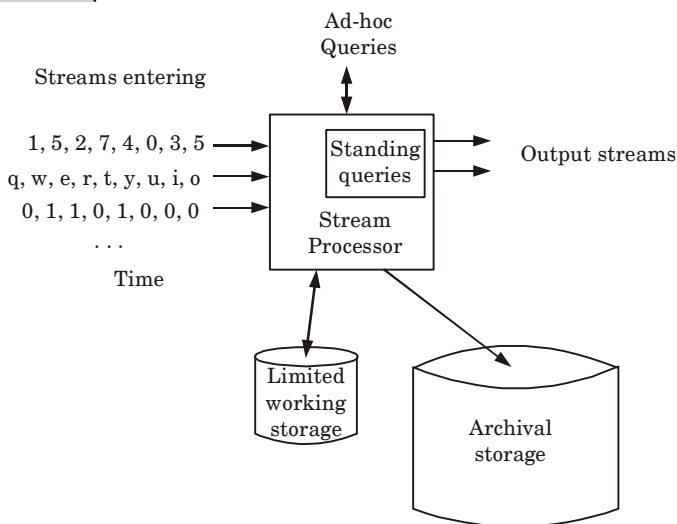 Ad-hoc
Queries
Streams entering
1, 5, 2, 7, 4, 0, 3, 5
q, w, e, r, t, y, u, i, o
0, 1, 1, 0, 1, 0, 0, 0
. . .
Time
Standing
queries
Stream
Processor
Output streams
Limited
working
storage
Archival
storage